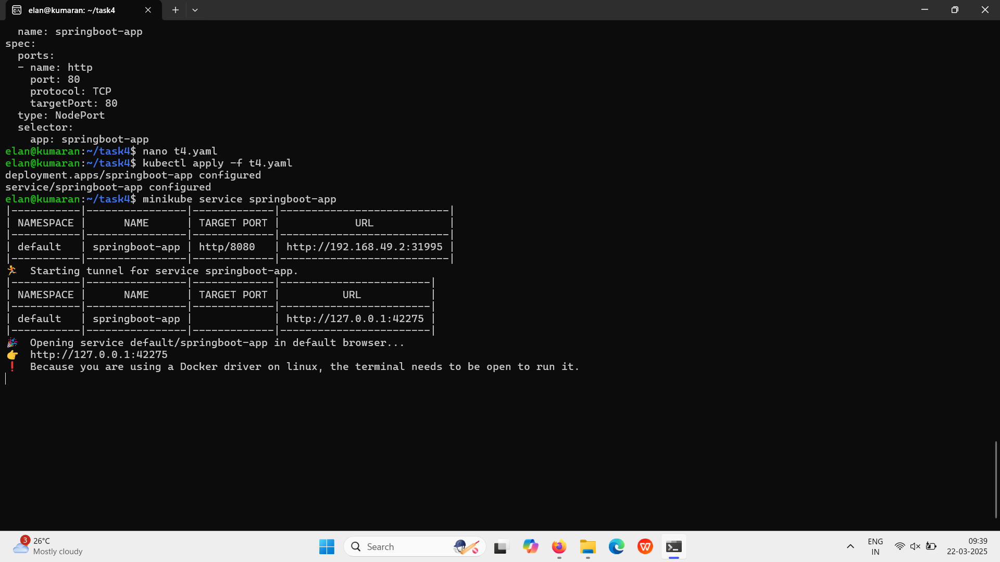 elan@kumaran: ~/task4
  name: springboot-app
spec:
  ports:
  - name: http
    port: 80
    protocol: TCP
    targetPort: 80
  type: NodePort
  selector:
    app: springboot-app
elan@kumaran:~/task4$ nano t4.yaml
elan@kumaran:~/task4$ kubectl apply -f t4.yaml
deployment.apps/springboot-app configured
service/springboot-app configured
elan@kumaran:~/task4$ minikube service springboot-app
|-----------|----------------|-------------|---------------------------|
| NAMESPACE |      NAME      | TARGET PORT |            URL            |
|-----------|----------------|-------------|---------------------------|
| default   | springboot-app | http/8080   | http://192.168.49.2:31995 |
|-----------|----------------|-------------|---------------------------|
🏃  Starting tunnel for service springboot-app.
|-----------|----------------|-------------|------------------------|
| NAMESPACE |      NAME      | TARGET PORT |          URL           |
|-----------|----------------|-------------|------------------------|
| default   | springboot-app |             | http://127.0.0.1:42275 |
|-----------|----------------|-------------|------------------------|
🎉  Opening service default/springboot-app in default browser...
👉  http://127.0.0.1:42275
❗  Because you are using a Docker driver on linux, the terminal needs to be open to run it.
3
26°C
Mostly cloudy
Search
ENG
IN
09:39
22-03-2025